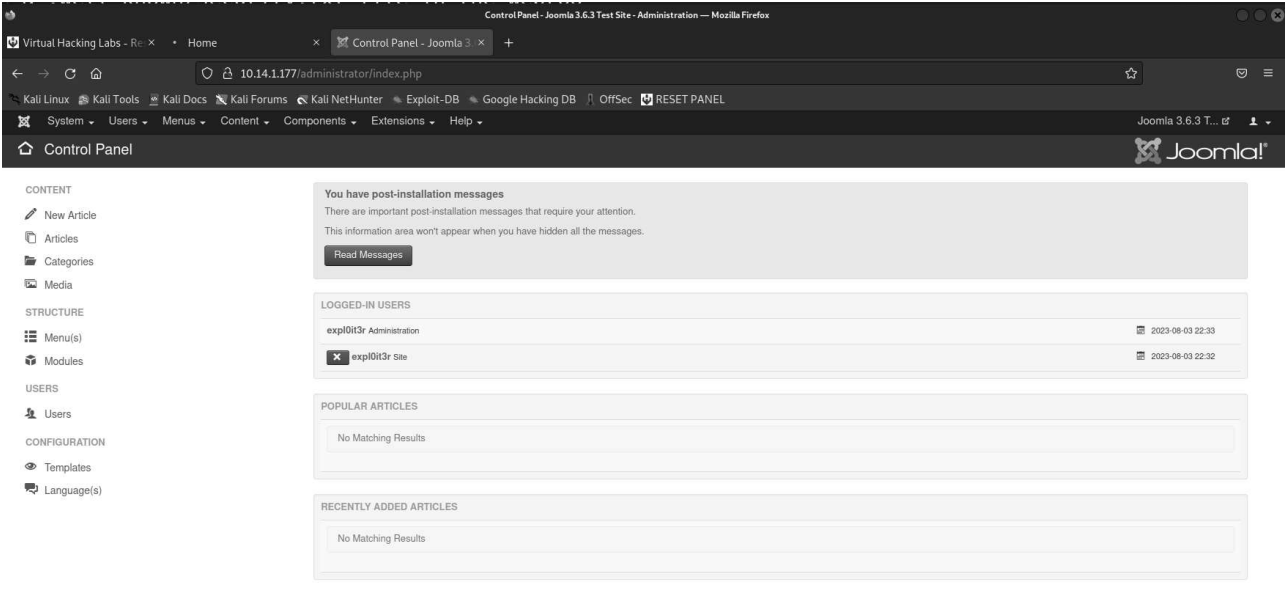 Control Panel - Joomla 3.6.3 Test Site - Administration — Mozilla Firefox
Virtual Hacking Labs - Re × • Home × Control Panel - Joomla 3. × +
10.14.1.177/administrator/index.php
Kali Linux Kali Tools Kali Docs Kali Forums Kali NetHunter Exploit-DB Google Hacking DB OffSec RESET PANEL
System Users Menus Content Components Extensions Help Joomla 3.6.3 T...
Control Panel Joomla!®
CONTENT
New Article
Articles
Categories
Media
STRUCTURE
Menu(s)
Modules
USERS
Users
CONFIGURATION
Templates
Language(s)
You have post-installation messages
There are important post-installation messages that require your attention.
This information area won't appear when you have hidden all the messages.
Read Messages
LOGGED-IN USERS
expl0it3r Administration 2023-08-03 22:33
expl0it3r Site 2023-08-03 22:32
POPULAR ARTICLES
No Matching Results
RECENTLY ADDED ARTICLES
No Matching Results